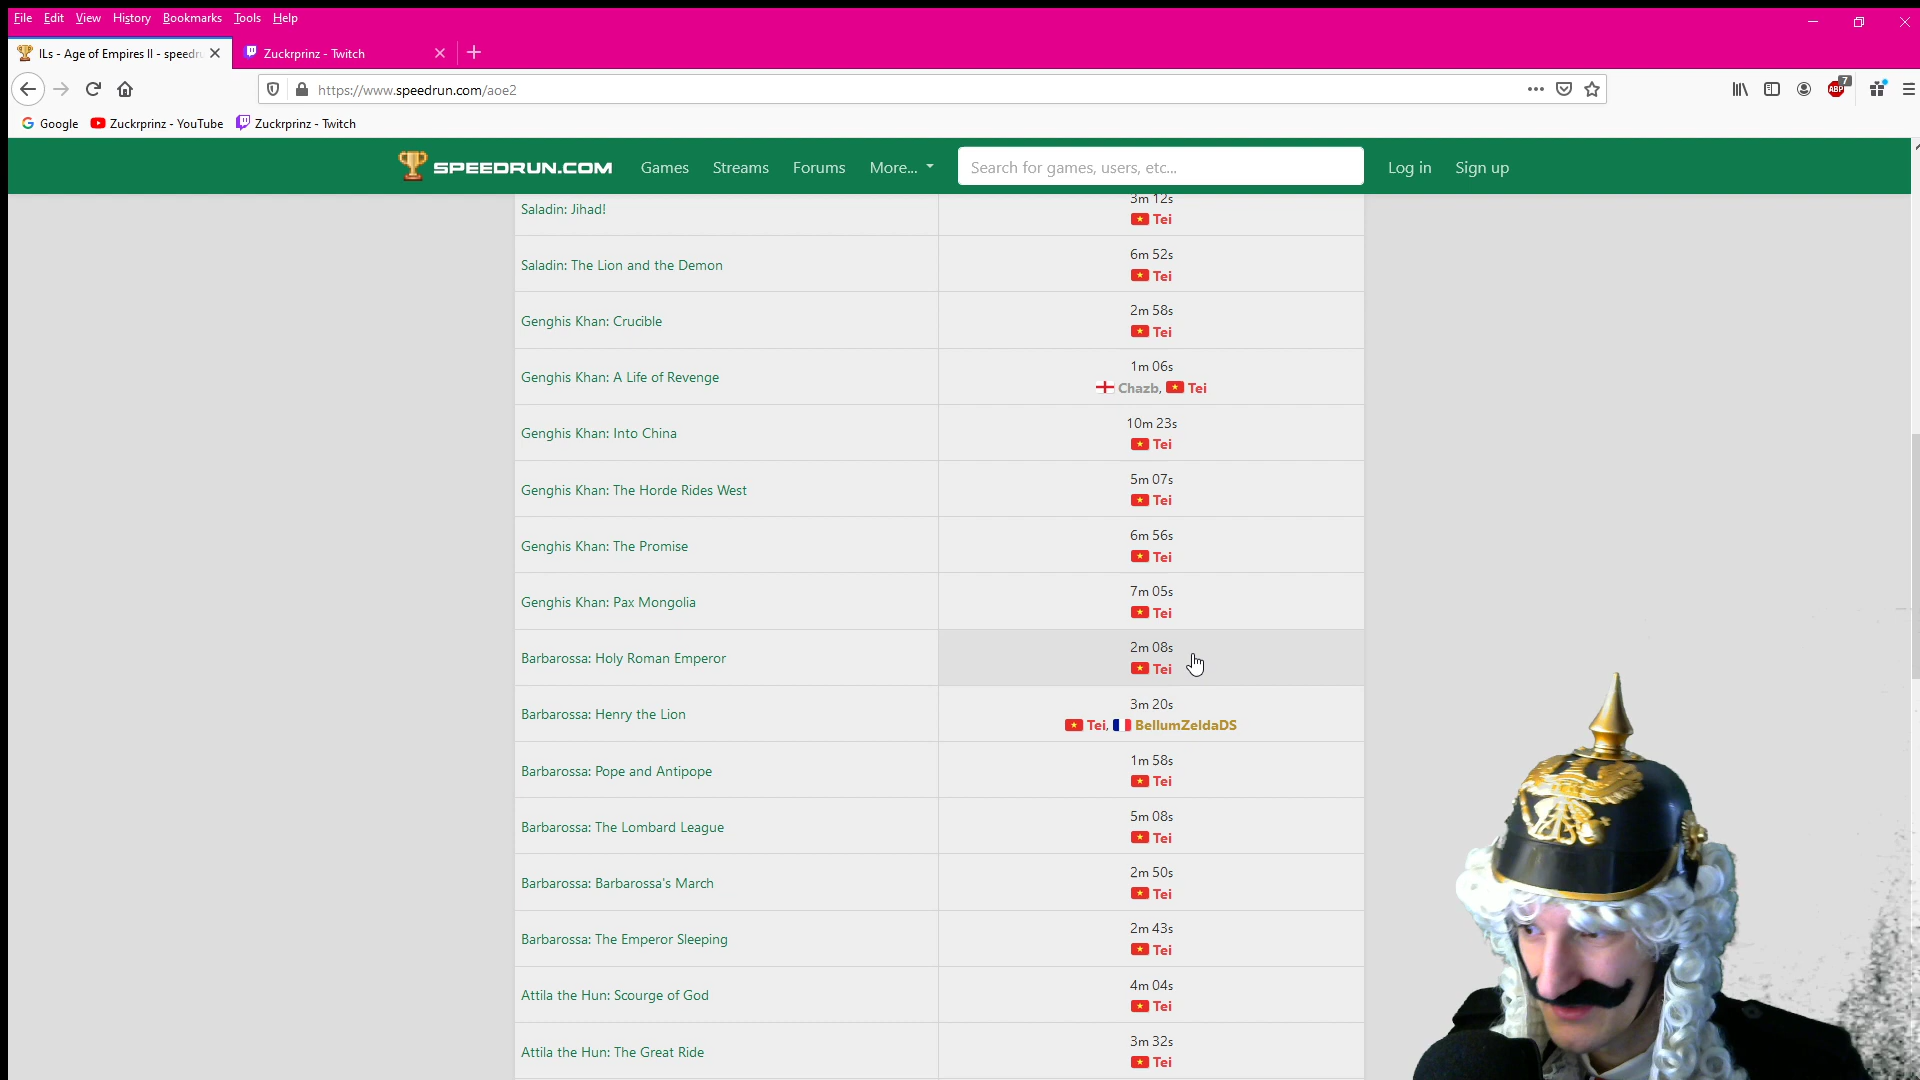 File Edit View History Bookmarks Tools Help
ILs - Age of Empires II - speedru
Zuckrprinz - Twitch
https://www.speedrun.com/aoe2
ABP
7
Google Zuckrprinz - YouTube Zuckrprinz - Twitch
SPEEDRUN.COM Games Streams Forums More... Search for games, users, etc... Log in Sign up
3m 12s
Saladin: Jihad!
Tei
6m 52s
Saladin: The Lion and the Demon
Tei
2m 58s
Genghis Khan: Crucible
Tei
1m 06s
Genghis Khan: A Life of Revenge
Chazb, Tei
10m 23s
Genghis Khan: Into China
Tei
5m 07s
Genghis Khan: The Horde Rides West
Tei
6m 56s
Genghis Khan: The Promise
Tei
7m 05s
Genghis Khan: Pax Mongolia
Tei
2m 08s
Barbarossa: Holy Roman Emperor
Tei
3m 20s
Barbarossa: Henry the Lion
Tei, BellumZeldaDS
1m 58s
Barbarossa: Pope and Antipope
Tei
5m 08s
Barbarossa: The Lombard League
Tei
2m 50s
Barbarossa: Barbarossa's March
Tei
2m 43s
Barbarossa: The Emperor Sleeping
Tei
4m 04s
Attila the Hun: Scourge of God
Tei
3m 32s
Attila the Hun: The Great Ride
Tei